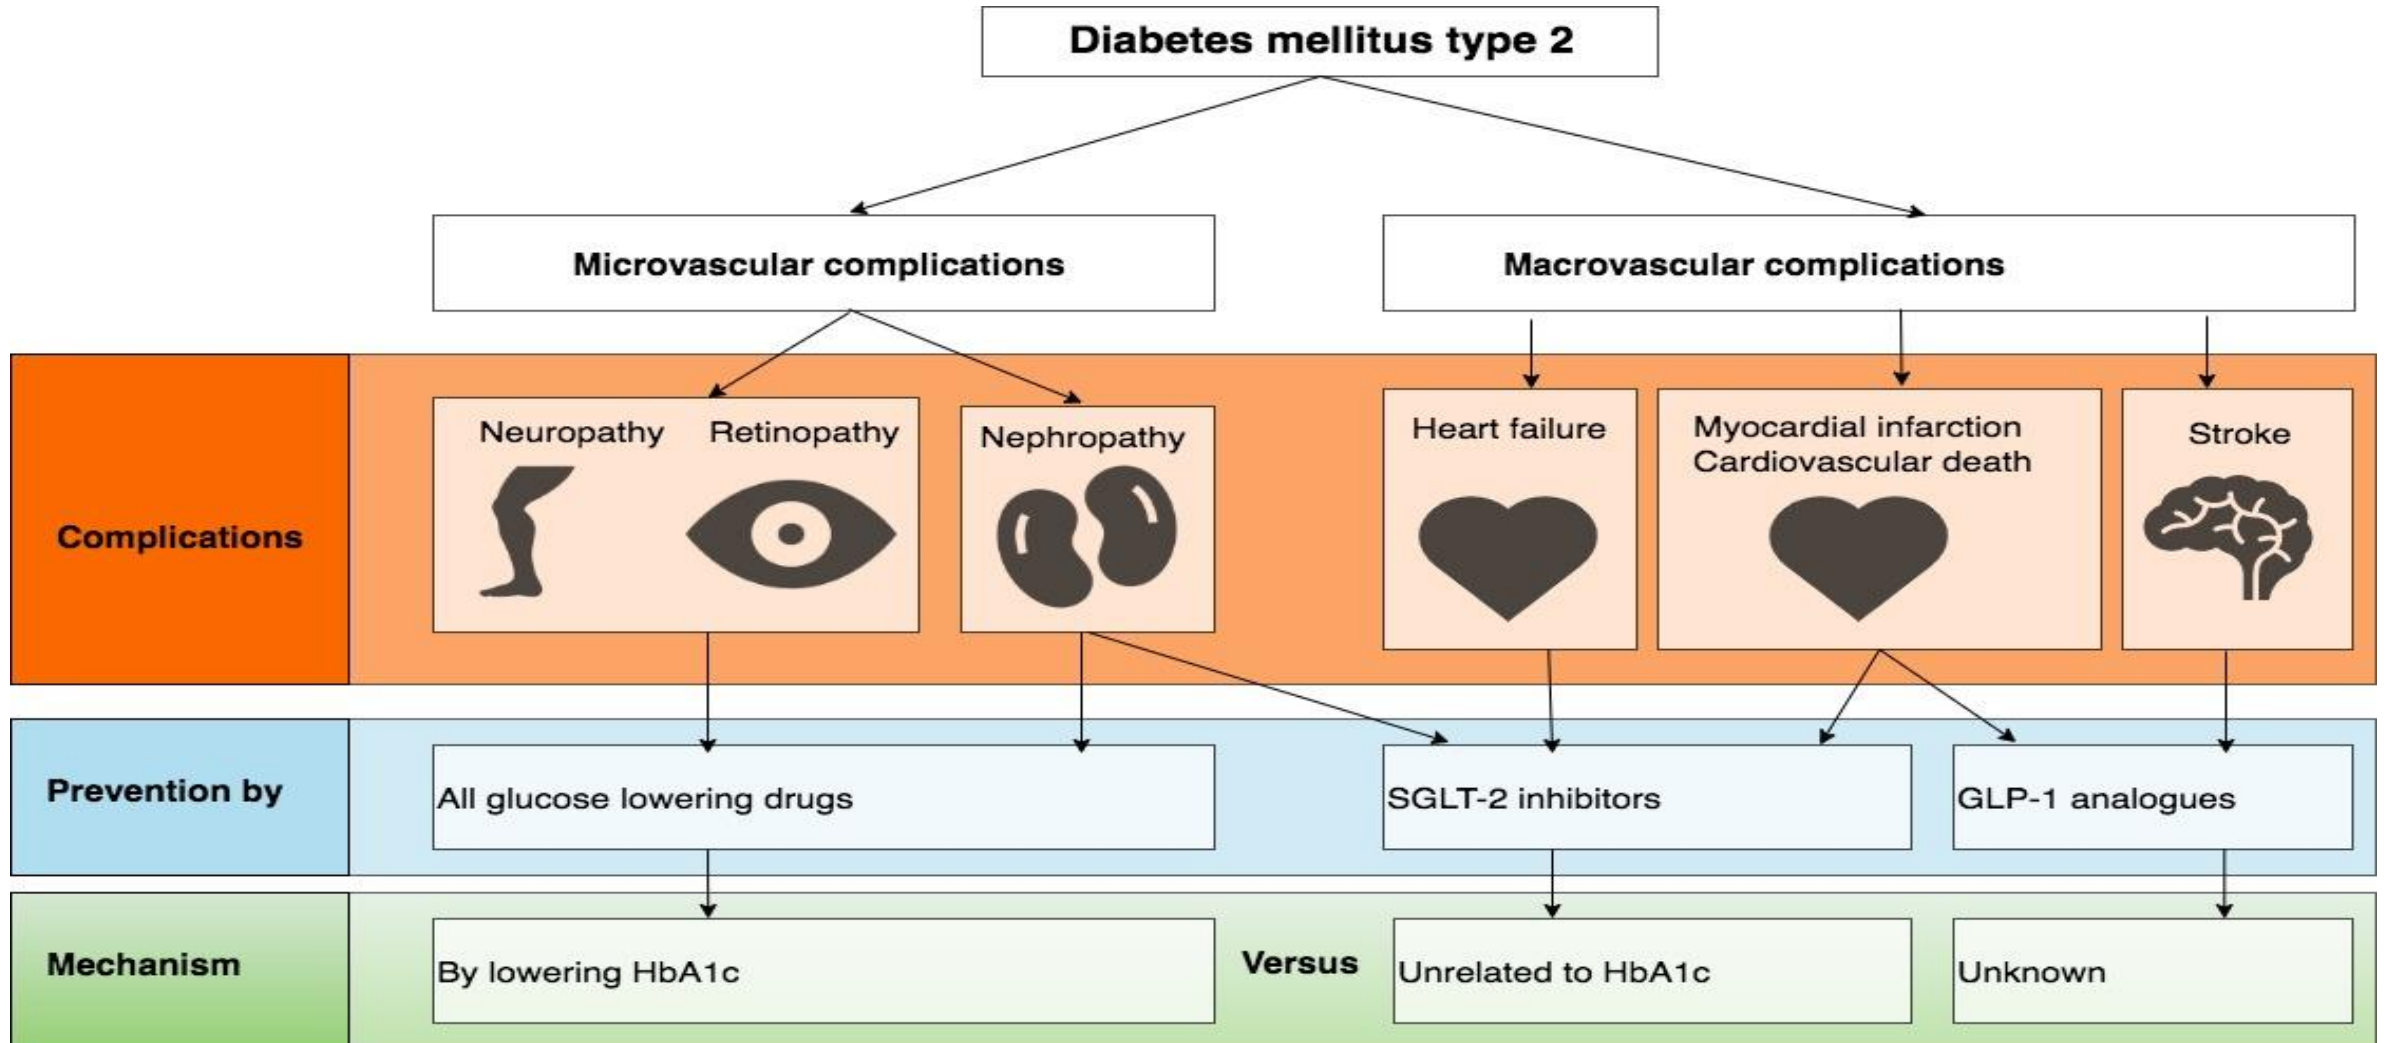 Diabetes mellitus type 2
Microvascular complications
Macrovascular complications
Complications
Neuropathy
Retinopathy
Nephropathy
Heart failure
Myocardial infarction
Cardiovascular death
Stroke
Prevention by
All glucose lowering drugs
SGLT-2 inhibitors
GLP-1 analogues
Mechanism
By lowering HbA1c
Versus
Unrelated to HbA1c
Unknown